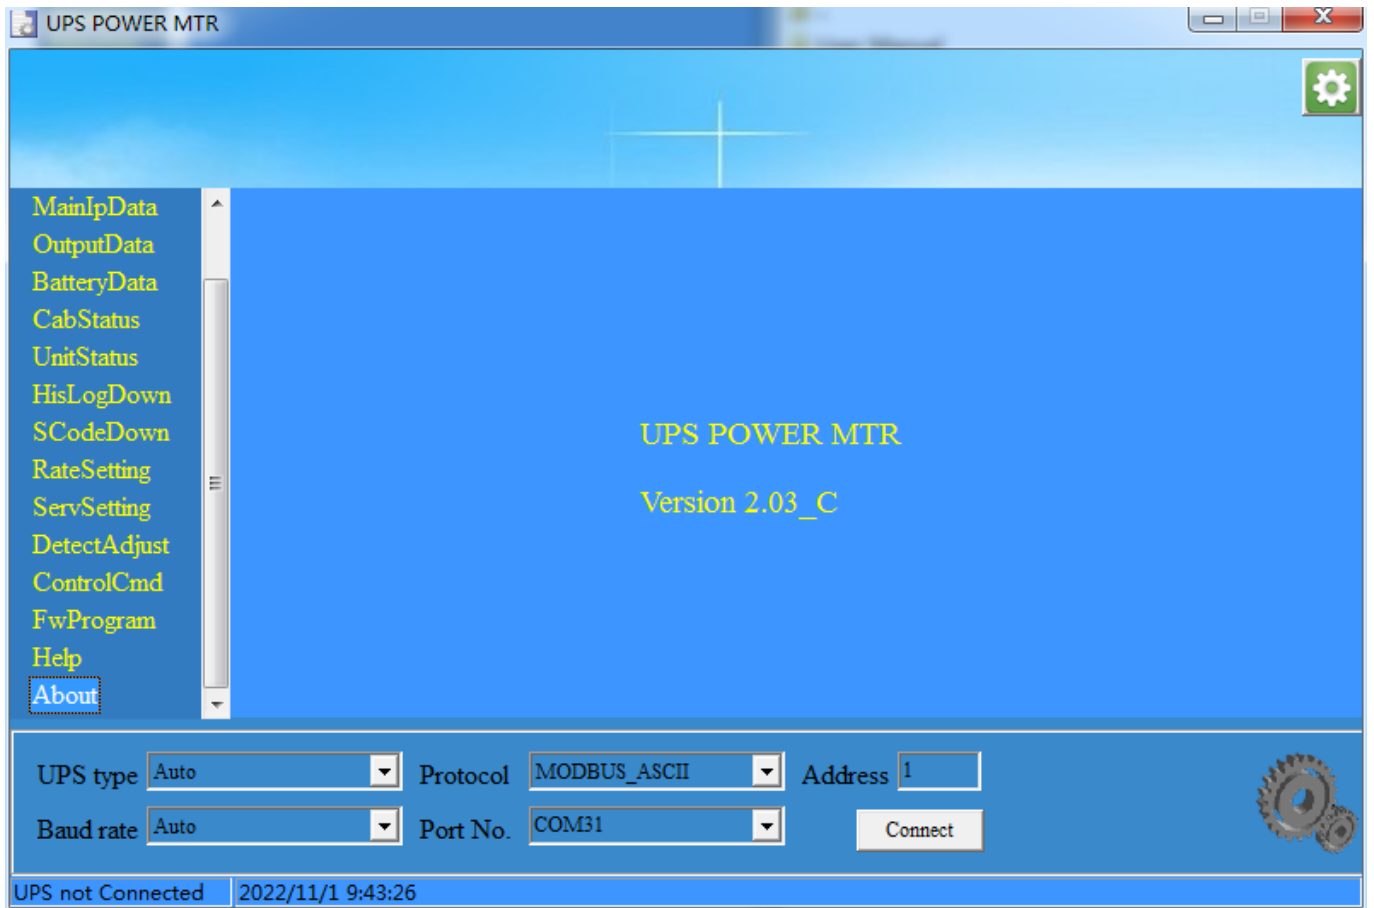 UPS POWER MTR
MainIpData
OutputData
BatteryData
CabStatus
UnitStatus
HisLogDown
SCodeDown
RateSetting
ServSetting
DetectAdjust
ControlCmd
FwProgram
Help
About
UPS POWER MTR
Version 2.03_C
UPS type Auto Protocol MODBUS_ASCII Address 1
Baud rate Auto Port No. COM31 Connect
UPS not Connected 2022/11/1 9:43:26